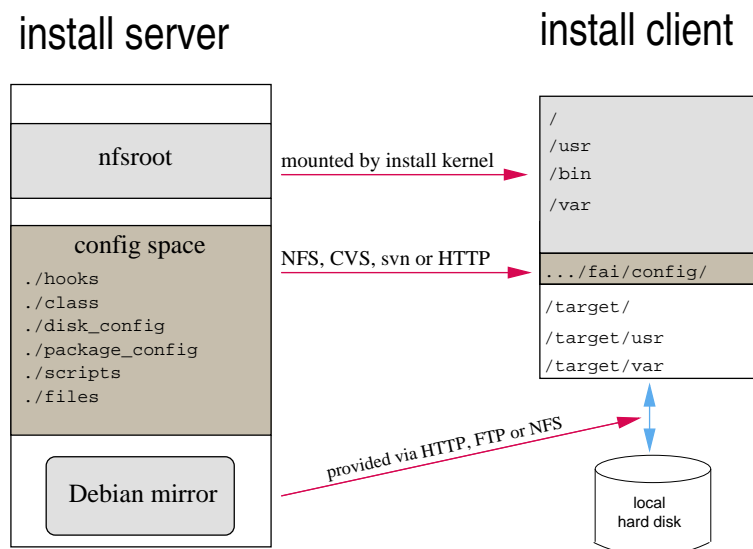 install server
nfsroot
config space
./hooks
./class
./disk_config
./package_config
./scripts
./files
Debian mirror
mounted by install kernel
NFS, CVS, svn or HTTP
provided via HTTP, FTP or NFS
install client
/
/usr
/bin
/var
.../fai/config/
/target/
/target/usr
/target/var
local
hard disk